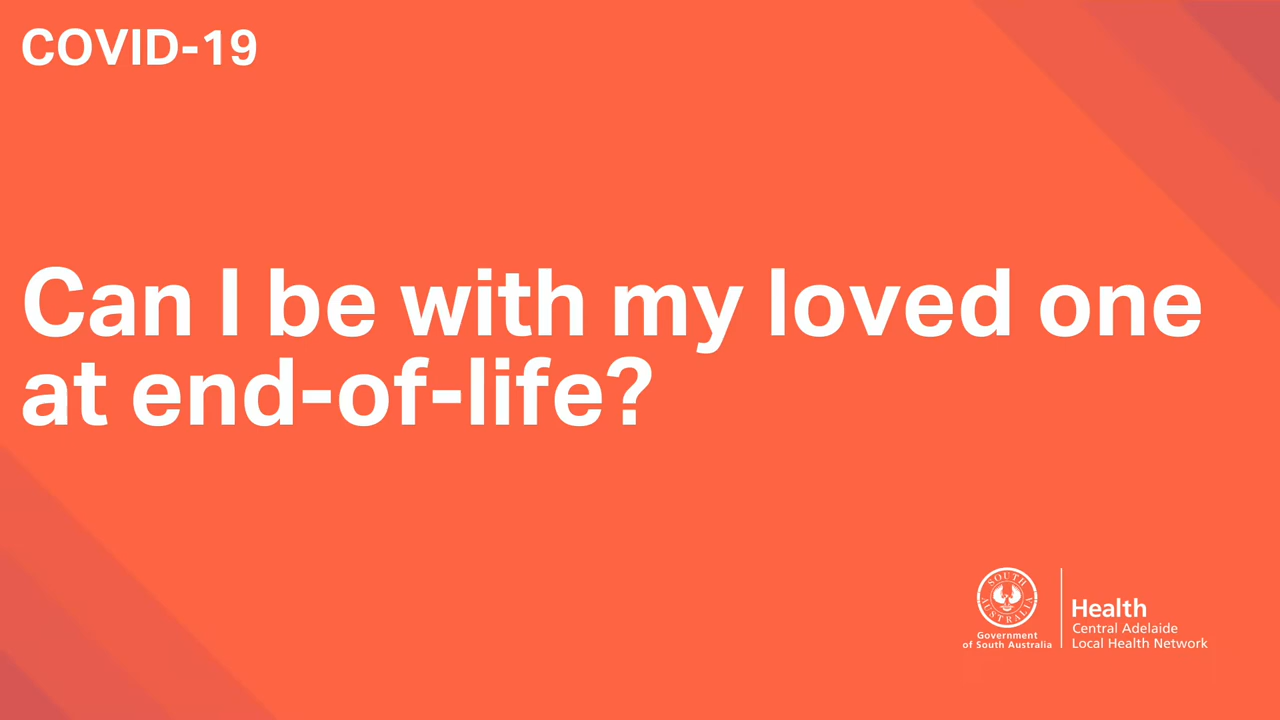 COVID-19
Can I be with my loved one
at end-of-life?
SOUTH
AUSTRALIA
Government
of South Australia
Health
Central Adelaide
Local Health Network